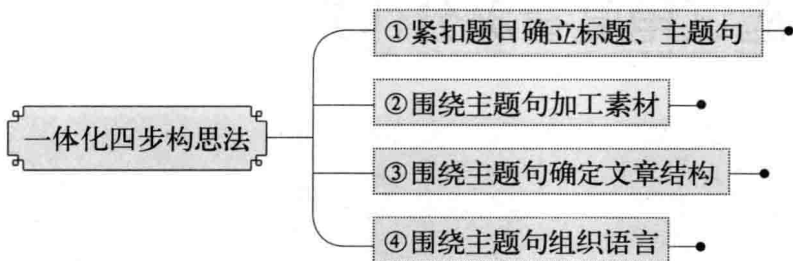 一体化四步构思法
①紧扣题目确立标题、主题句
②围绕主题句加工素材
③围绕主题句确定文章结构
④围绕主题句组织语言